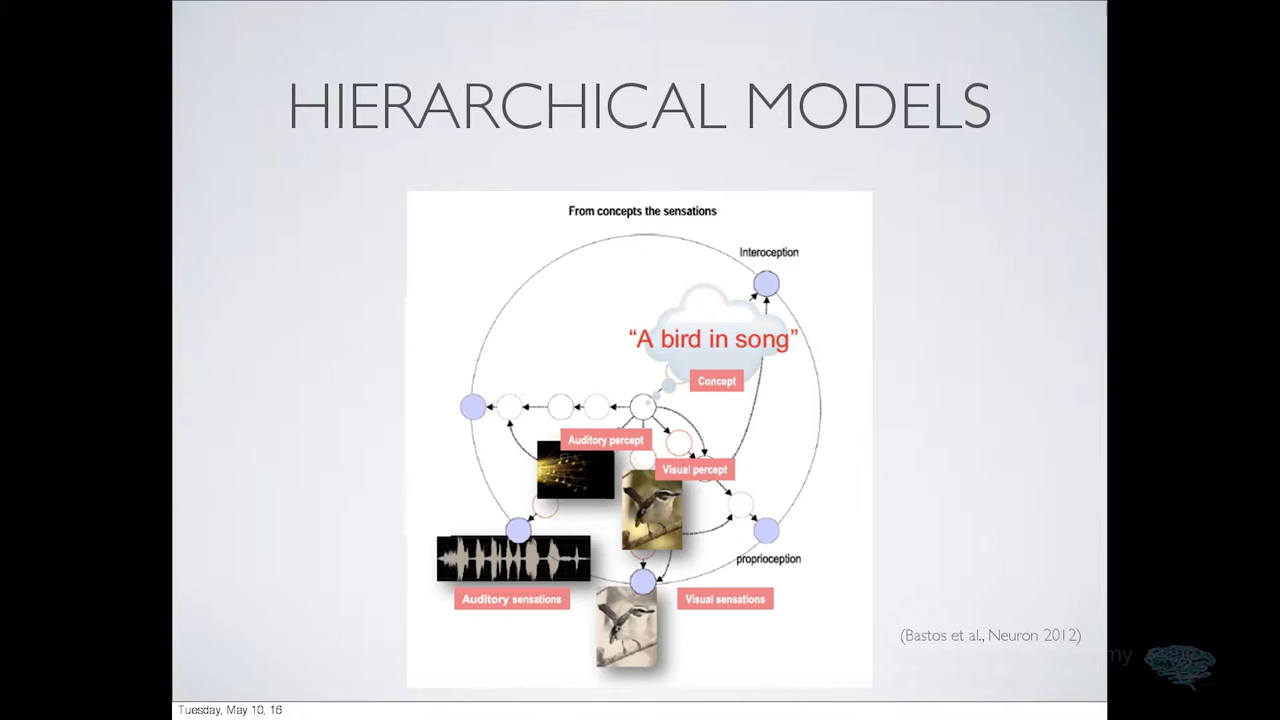 HIERARCHICAL MODELS
From concepts the sensations
Interoception
“A bird in song”
Concept
Auditory percept
Visual percept
proprioception
Auditory sensations
Visual sensations
(Bastos et al., Neuron 2012)
my
Tuesday, May 10, 16